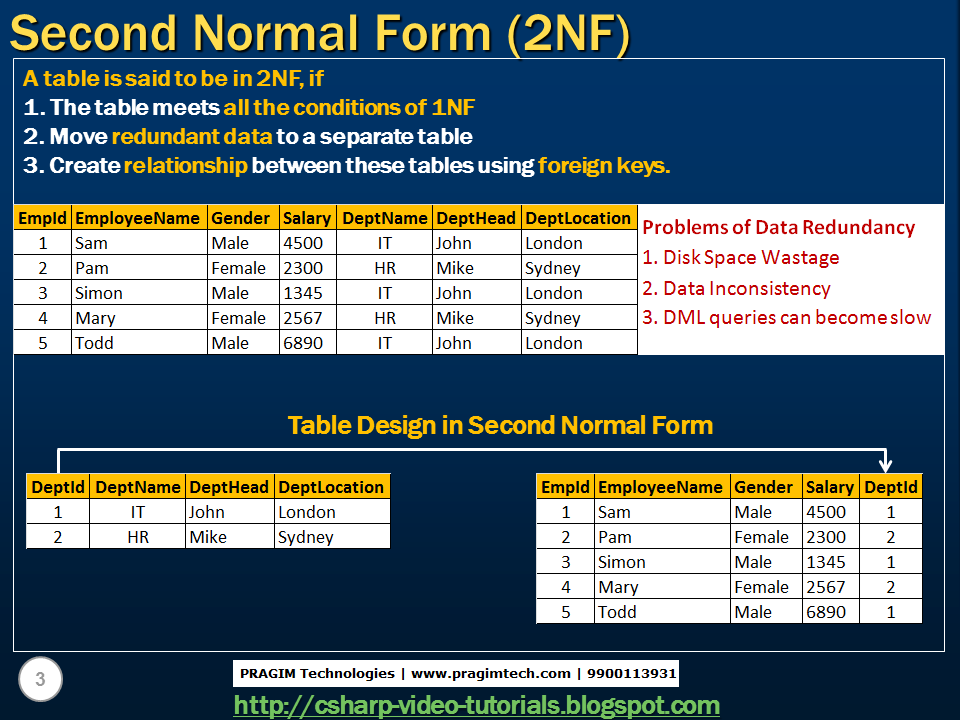 Second Normal Form (2NF)
A table is said to be in 2NF, if
1. The table meets all the conditions of 1NF
2. Move redundant data to a separate table
3. Create relationship between these tables using foreign keys.
EmpId EmployeeName Gender Salary DeptName DeptHead DeptLocation
1 Sam Male 4500 IT John London
2 Pam Female 2300 HR Mike Sydney
3 Simon Male 1345 IT John London
4 Mary Female 2567 HR Mike Sydney
5 Todd Male 6890 IT John London
Problems of Data Redundancy
1. Disk Space Wastage
2. Data Inconsistency
3. DML queries can become slow
Table Design in Second Normal Form
DeptId DeptName DeptHead DeptLocation
1 IT John London
2 HR Mike Sydney
EmpId EmployeeName Gender Salary DeptId
1 Sam Male 4500 1
2 Pam Female 2300 2
3 Simon Male 1345 1
4 Mary Female 2567 2
5 Todd Male 6890 1
3
PRAGIM Technologies | www.pragimtech.com | 9900113931
http://csharp-video-tutorials.blogspot.com